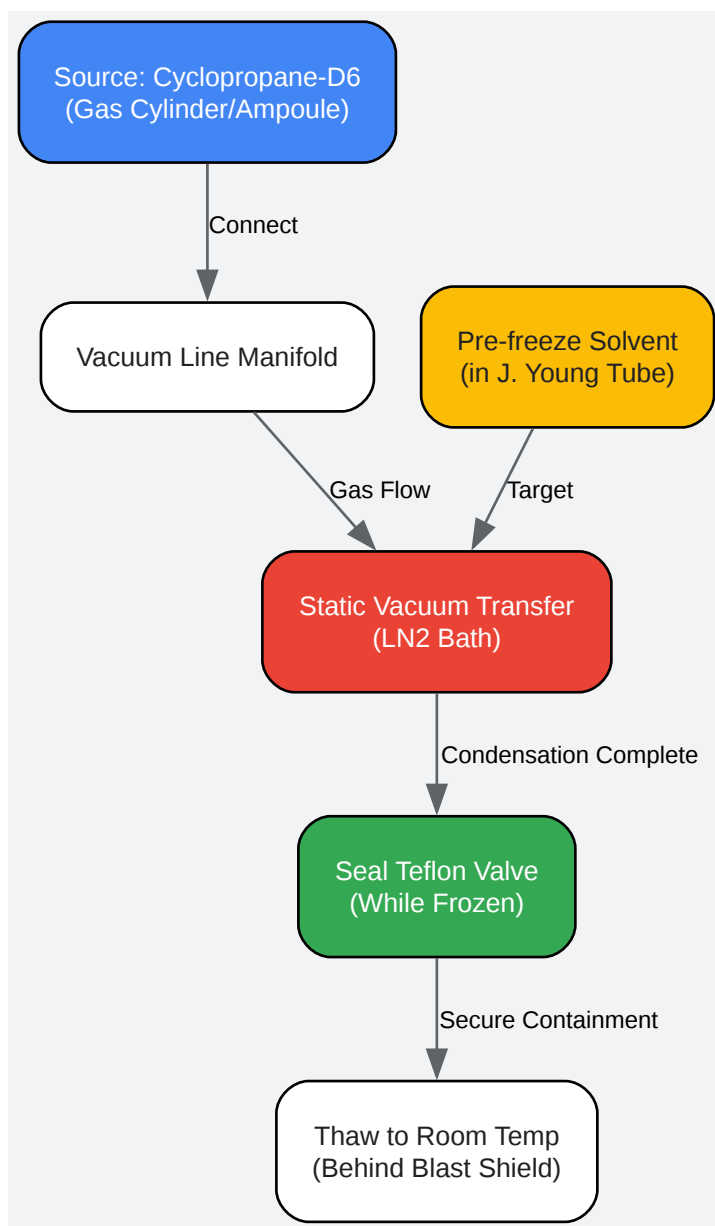 Source: Cyclopropane-D6
(Gas Cylinder/Ampoule)
Connect
Vacuum Line Manifold
Pre-freeze Solvent
(in J. Young Tube)
Gas Flow
Target
Static Vacuum Transfer
(LN2 Bath)
Condensation Complete
Seal Teflon Valve
(While Frozen)
Secure Containment
Thaw to Room Temp
(Behind Blast Shield)